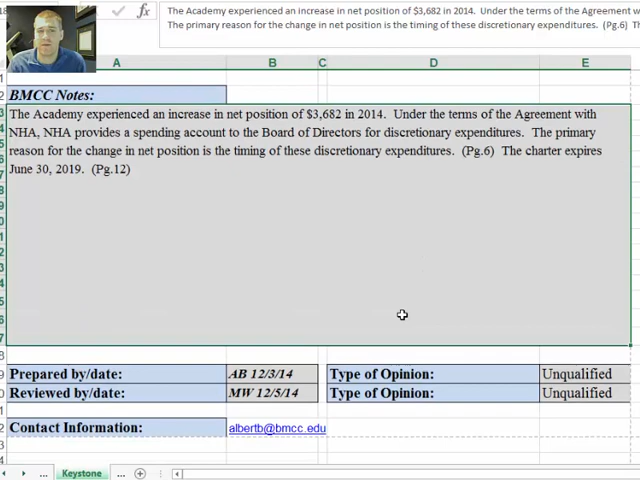 The Academy experienced an increase in net position of $3,682 in 2014.  Under the terms of the Agreement w
The primary reason for the change in net position is the timing of these discretionary expenditures.  (Pg.6)  Th
fx
A B C D E
BMCC Notes:
The Academy experienced an increase in net position of $3,682 in 2014.  Under the terms of the Agreement with
NHA, NHA provides a spending account to the Board of Directors for discretionary expenditures.  The primary
reason for the change in net position is the timing of these discretionary expenditures.  (Pg.6)  The charter expires
June 30, 2019.  (Pg.12)
Prepared by/date: AB 12/3/14 Type of Opinion: Unqualified
Reviewed by/date: MW 12/5/14 Type of Opinion: Unqualified
Contact Information: albertb@bmcc.edu
... Keystone ...